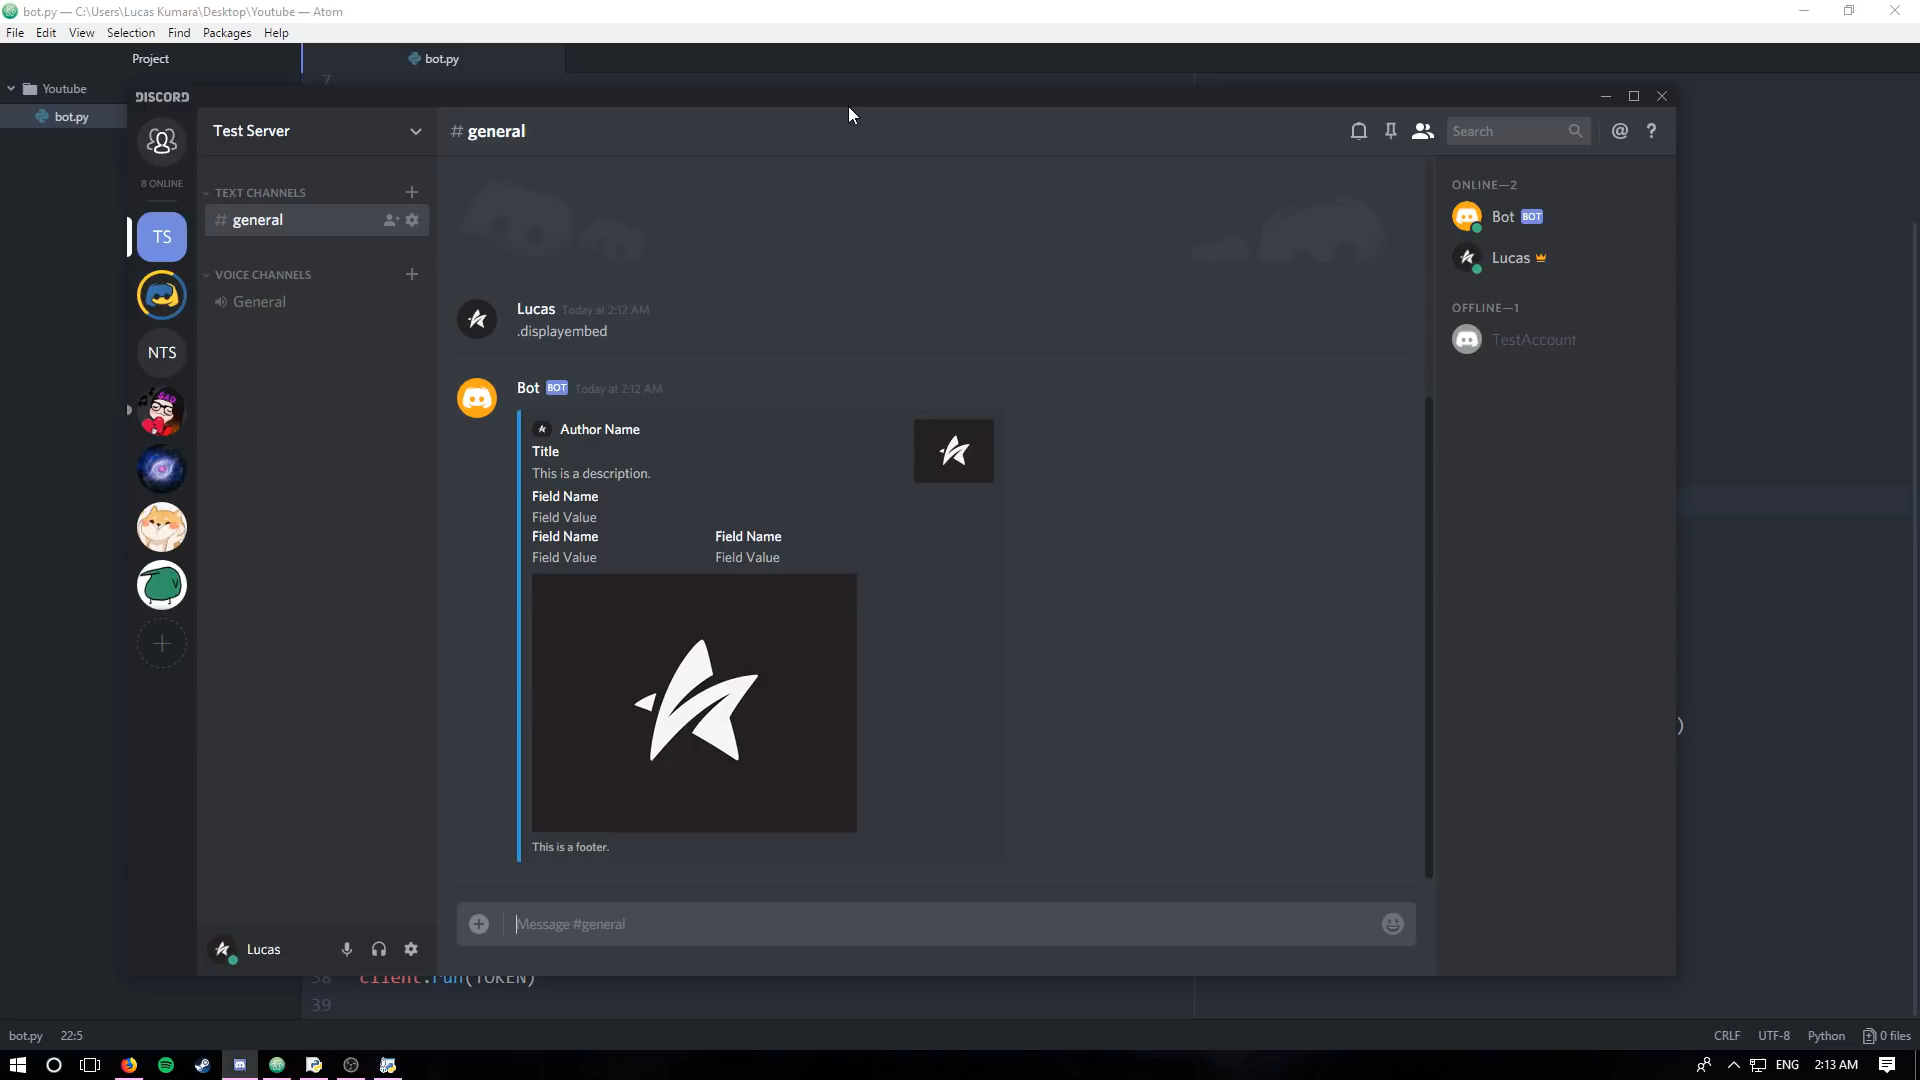 bot.py — C:\Users\Lucas Kumara\Desktop\Youtube — Atom
File Edit View Selection Find Packages Help
Project
bot.py
7
Youtube
bot.py
DISCORD
Test Server
# general
Search
@ ?
8 ONLINE
TEXT CHANNELS
# general
TS
VOICE CHANNELS
General
NTS
SAD
Lucas Today at 2:12 AM
.displayembed
Bot BOT Today at 2:12 AM
Author Name
Title
This is a description.
Field Name
Field Value
Field Name Field Name
Field Value Field Value
This is a footer.
Message #general
Lucas
ONLINE—2
Bot BOT
Lucas
OFFLINE—1
TestAccount
)
38 client.run(TOKEN)
39
bot.py 22:5
CRLF UTF-8 Python 0 files
ENG 2:13 AM